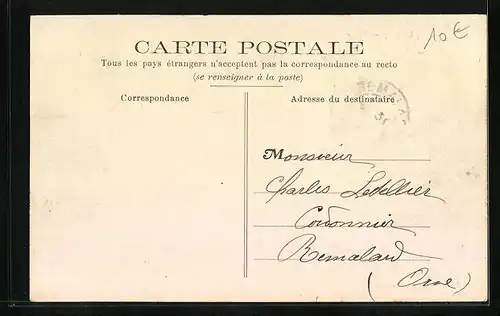 10€
CARTE POSTALE
Tous les pays étrangers n'acceptent pas la correspondance au recto
(se renseigner à la poste)
Correspondance
Adresse du destinataire
Monsieur
Charles Letellier
Cordonnier
Remalard
(Orne)